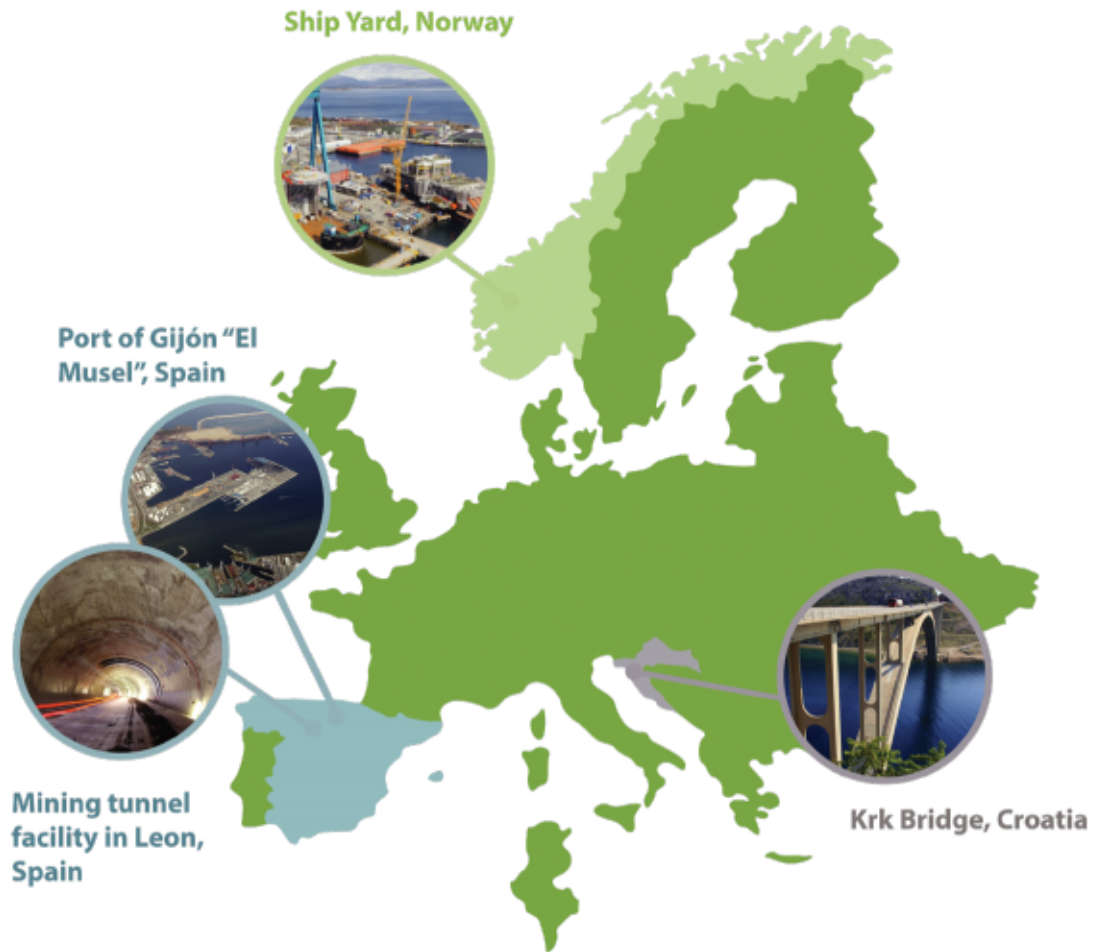 Ship Yard, Norway
Port of Gijón “El
Musel”, Spain
Mining tunnel
facility in Leon,
Spain
Krk Bridge, Croatia